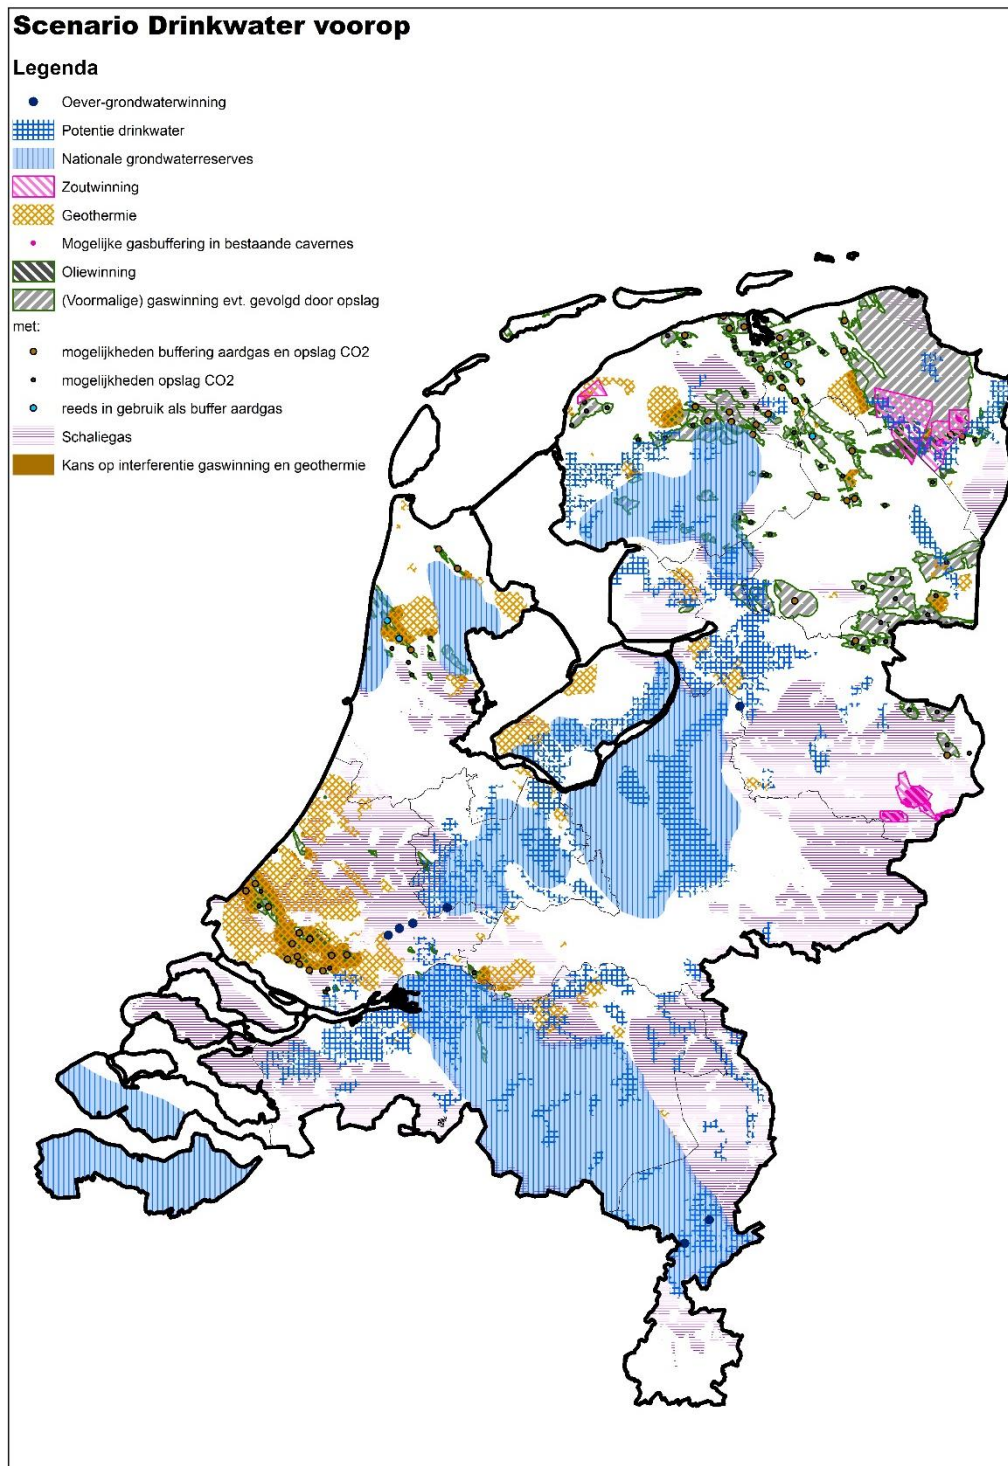 Scenario Drinkwater voorop
Legenda
Oever-grondwaterwinning
Potentie drinkwater
Nationale grondwaterreserves
Zoutwinning
Geothermie
Mogelijke gasbuffering in bestaande cavernes
Oliewinning
(Voormalige) gaswinning evt. gevolgd door opslag
met:
mogelijkheden buffering aardgas en opslag CO2
mogelijkheden opslag CO2
reeds in gebruik als buffer aardgas
Schaliegas
Kans op interferentie gaswinning en geothermie